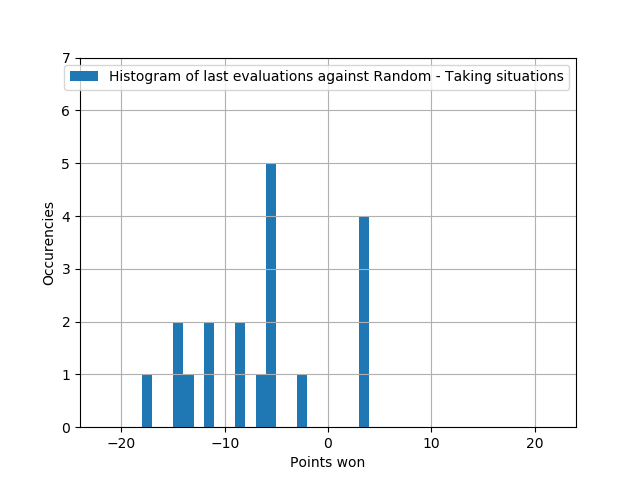 Histogram of last evaluations against Random - Taking situations
7
6
5
4
3
2
1
0
Occurencies
−20 −10 0 10 20
Points won